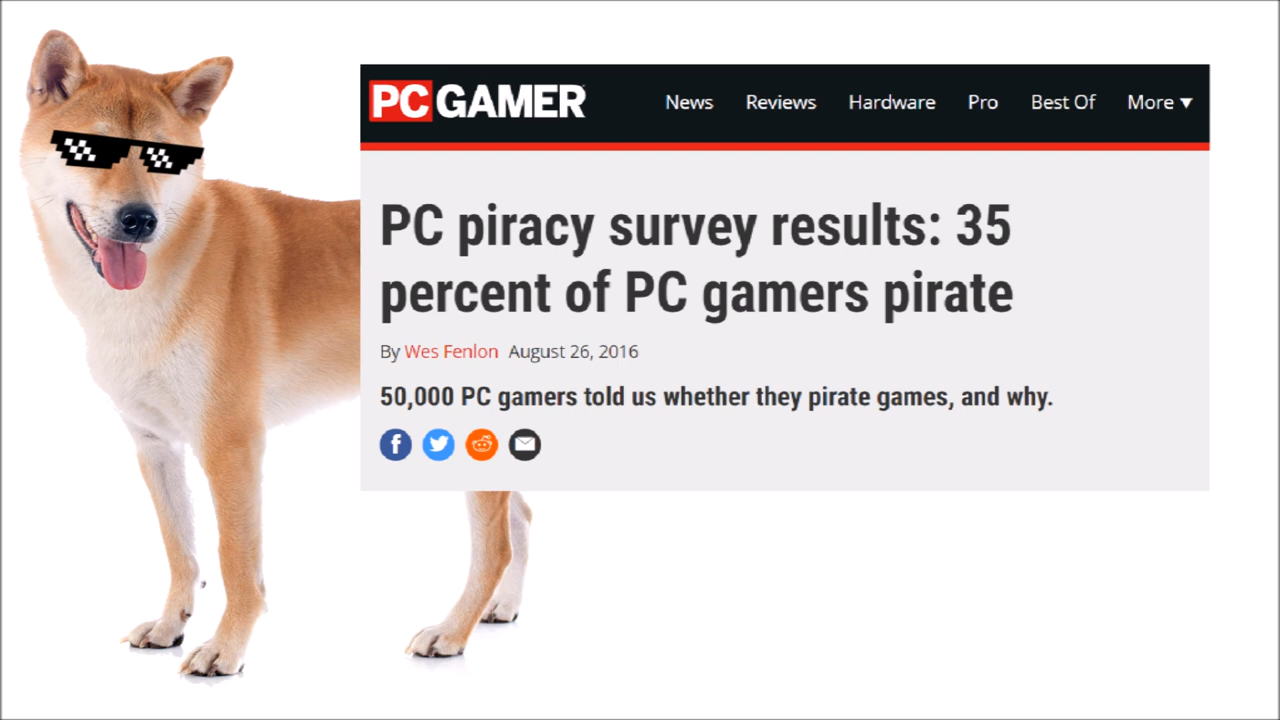 PC GAMER
News Reviews Hardware Pro Best Of More ▼
PC piracy survey results: 35
percent of PC gamers pirate
By Wes Fenlon August 26, 2016
50,000 PC gamers told us whether they pirate games, and why.